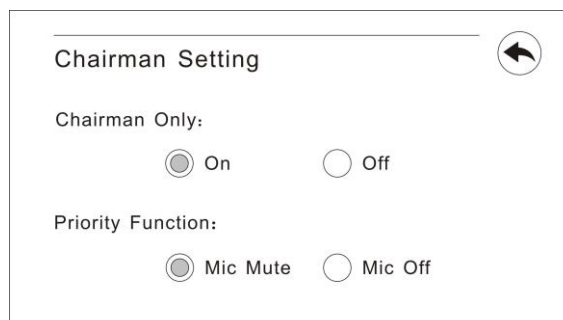 Chairman Setting
Chairman Only:
On Off
Priority Function:
Mic Mute Mic Off